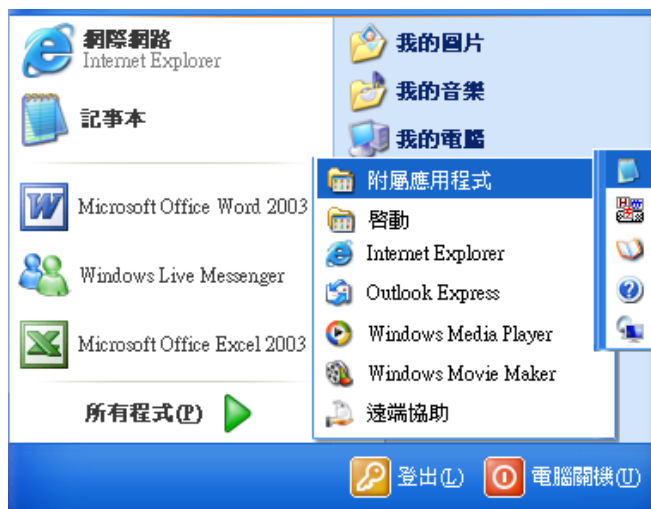 網際網路
Internet Explorer
記事本
Microsoft Office Word 2003
Windows Live Messenger
Microsoft Office Excel 2003
所有程式(P)
我的圖片
我的音樂
我的電腦
附屬應用程式
啓動
Internet Explorer
Outlook Express
Windows Media Player
Windows Movie Maker
遠端協助
登出(L)
電腦關機(U)